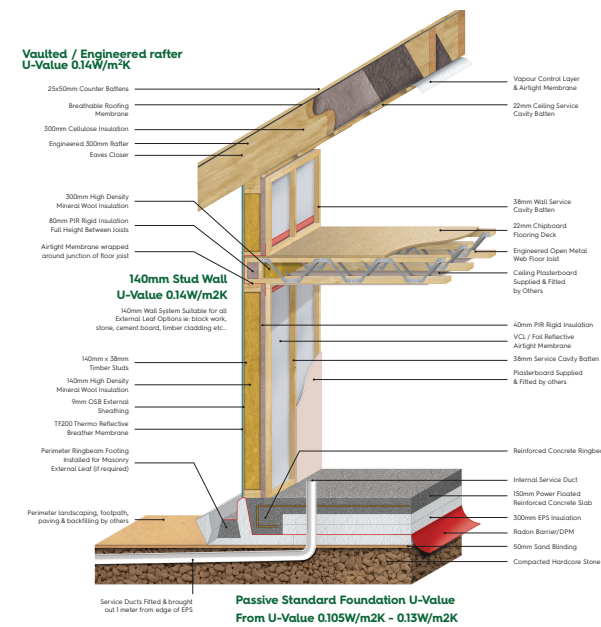 Vaulted / Engineered rafter
U-Value 0.14W/m²K
25x50mm Counter Battens
Breathable Roofing
Membrane
300mm Cellulose Insulation
Engineered 300mm Rafter
Eaves Closer
300mm High Density
Mineral Wool Insulation
80mm PIR Rigid Insulation
Full Height Between Joists
Airtight Membrane wrapped
around junction of floor joist
140mm Stud Wall
U-Value 0.14W/m2K
140mm Wall System Suitable for all
External Leaf Options ie: block work,
stone, cement board, timber cladding etc..
140mm x 38mm
Timber Studs
140mm High Density
Mineral Wool Insulation
9mm OSB External
Sheathing
TF200 Thermo Reflective
Breather Membrane
Perimeter Ringbeam Footing
Installed for Masonry
External Leaf (if required)
Perimeter landscaping, footpath,
paving & backfilling by others
Service Ducts Fitted & brought
out 1 meter from edge of EPS
Vapour Control Layer
& Airtight Membrane
22mm Ceiling Service
Cavity Batten
38mm Wall Service
Cavity Batten
22mm Chipboard
Flooring Deck
Engineered Open Metal
Web Floor Joist
Ceiling Plasterboard
Supplied & Fitted
by Others
40mm PIR Rigid Insulation
VCL / Foil Reflective
Airtight Membrane
38mm Service Cavity Batten
Plasterboard Supplied
& Fitted by others
Reinforced Concrete Ringbe
Internal Service Duct
150mm Power Floated
Reinforced Concrete Slab
300mm EPS Insulation
Radon Barrier/DPM
50mm Sand Blinding
Compacted Hardcore Stone
Passive Standard Foundation U-Value
From U-Value 0.105W/m2K - 0.13W/m2K